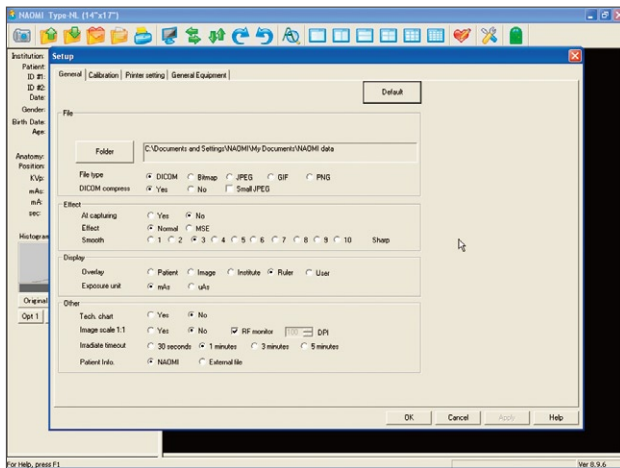 NAOMI Type-NL (14"x17")
Institution:
Patient:
ID #1:
ID #2:
Date:
Gender:
Birth Date:
Age:
Anatomy:
Position:
KVp:
mAs:
mA:
sec:
Histogram
Original
Opt 1
Setup
General Calibration Printer setting General Equipment
Default
File
Folder C:\Documents and Settings\NAOMI\My Documents\NAOMI data
File type DICOM Bitmap JPEG GIF PNG
DICOM compress Yes No Small JPEG
Effect
AI capturing Yes No
Effect Normal MSE
Smooth 1 2 3 4 5 6 7 8 9 10 Sharp
Display
Overlay Patient Image Institute Ruler User
Exposure unit mAs uAs
Other
Tech. chart Yes No
Image scale 1:1 Yes No RF monitor 100 DPI
Irradiate timeout 30 seconds 1 minutes 3 minutes 5 minutes
Patient Info. NAOMI External file
OK Cancel Apply Help
For Help, press F1
Ver 8.9.6